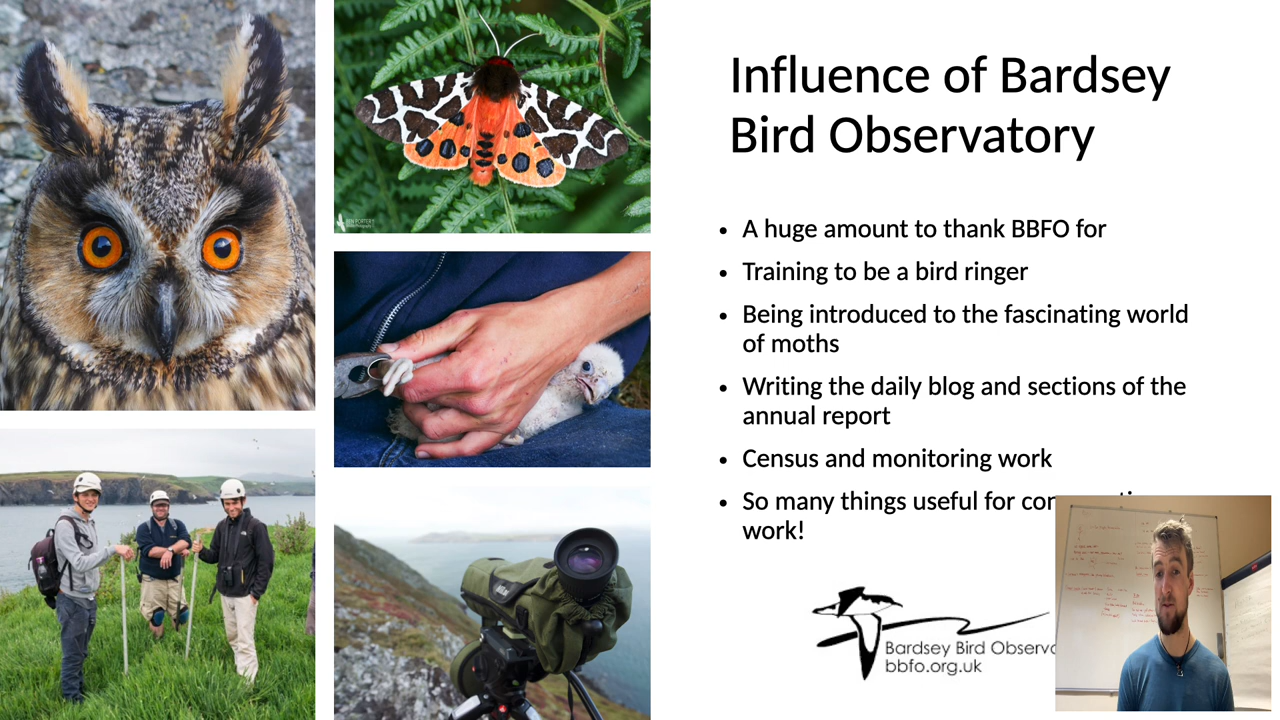 Influence of Bardsey
Bird Observatory
• A huge amount to thank BBFO for
• Training to be a bird ringer
• Being introduced to the fascinating world
of moths
• Writing the daily blog and sections of the
annual report
• Census and monitoring work
• So many things useful for
work!
Bardsey Bird
bbfo.org.uk